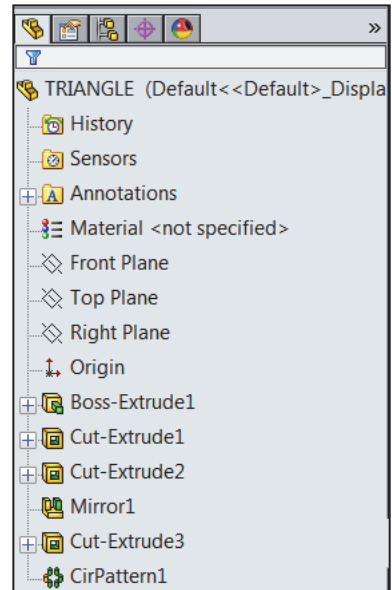 »
TRIANGLE (Default<<Default>_Displa
History
Sensors
A Annotations
Material <not specified>
Front Plane
Top Plane
Right Plane
Origin
Boss-Extrude1
Cut-Extrude1
Cut-Extrude2
Mirror1
Cut-Extrude3
CirPattern1